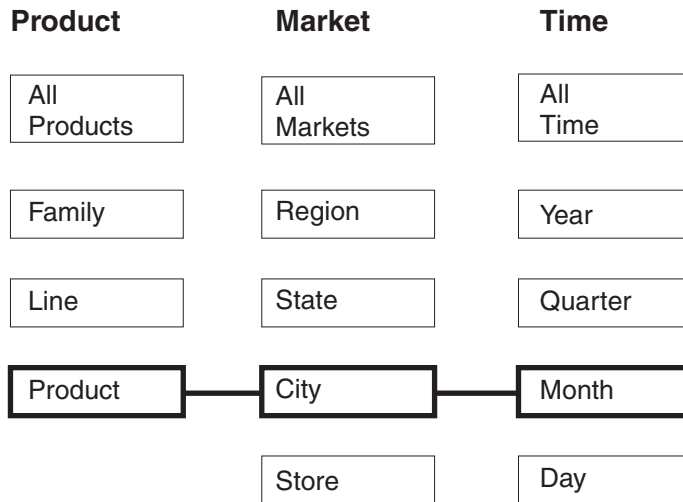 Product Market Time
All
Products
All
Markets
All
Time
Family Region Year
Line State Quarter
Product City Month
Store Day